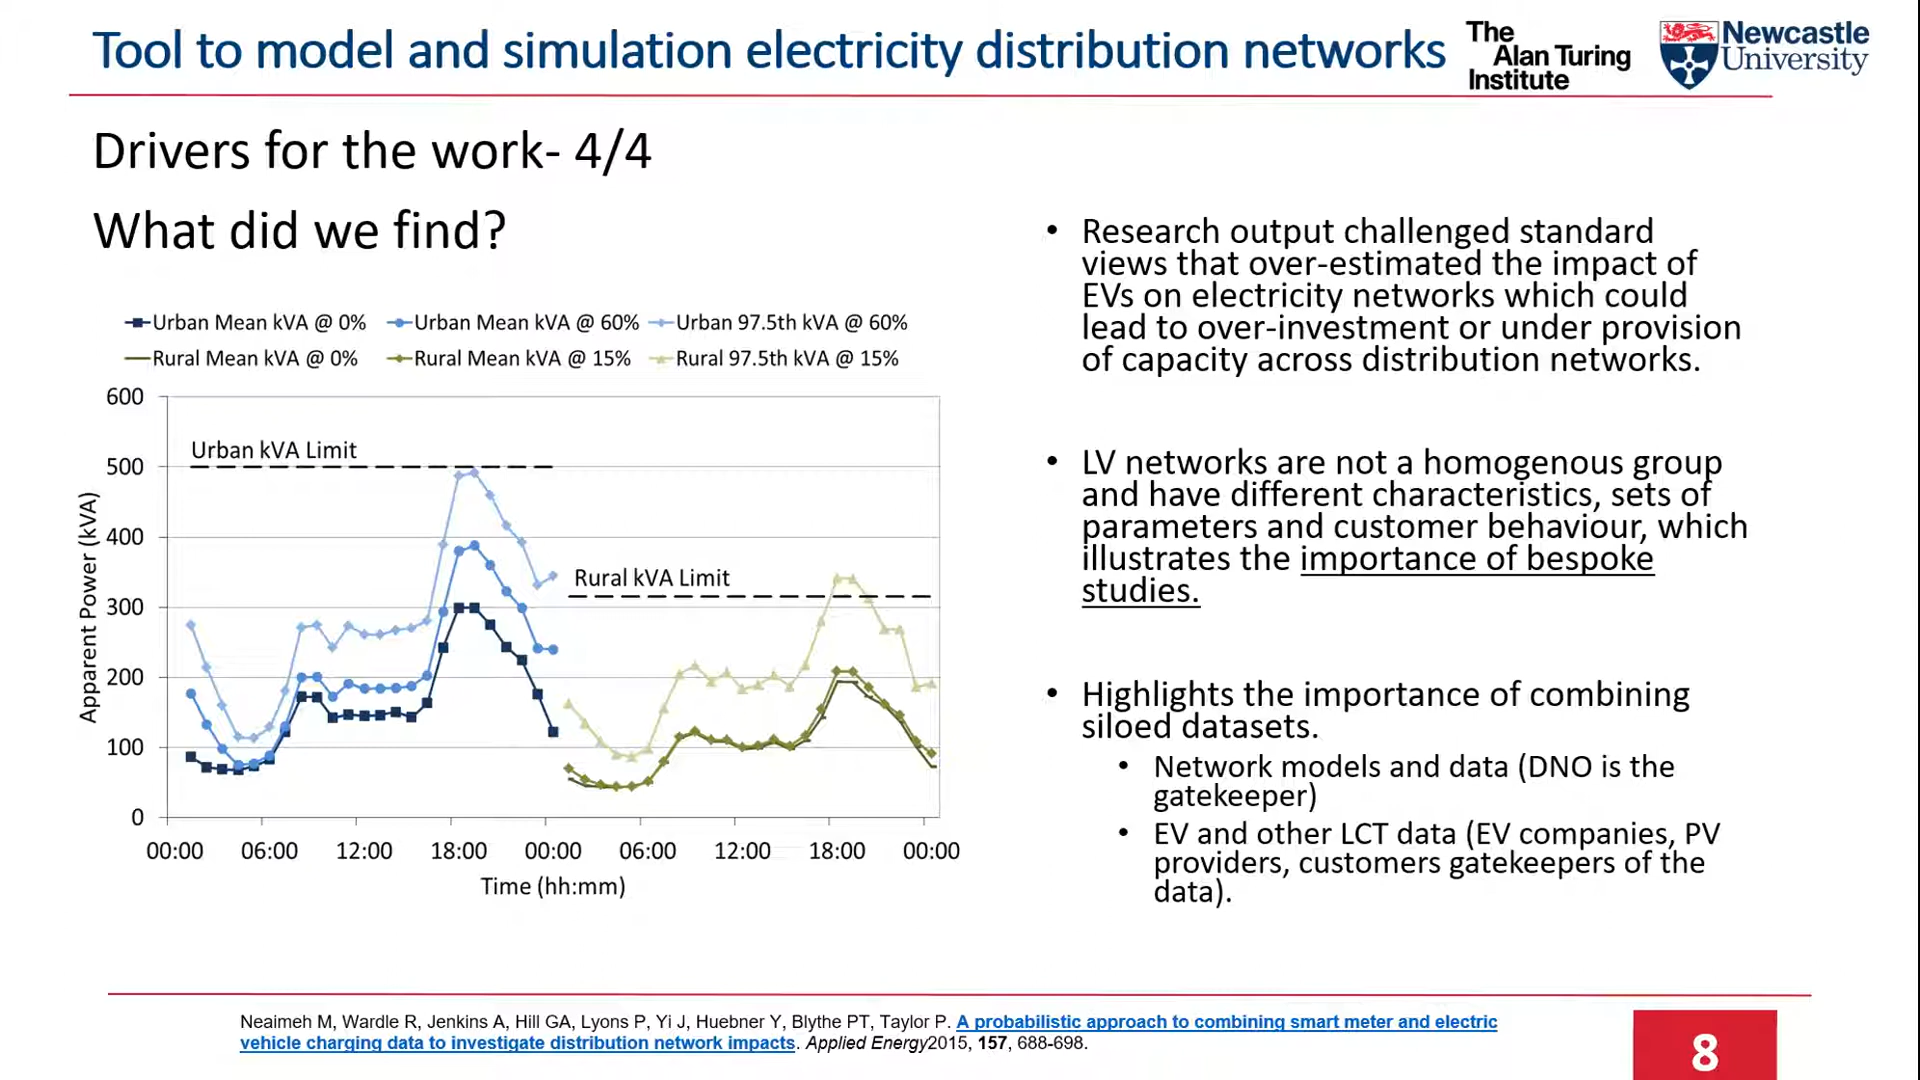 Tool to model and simulation electricity distribution networks
The
Alan Turing
Institute
Newcastle
University
Drivers for the work- 4/4
What did we find?
Urban Mean kVA @ 0%
Urban Mean kVA @ 60%
Urban 97.5th kVA @ 60%
Rural Mean kVA @ 0%
Rural Mean kVA @ 15%
Rural 97.5th kVA @ 15%
600
500
400
300
200
100
0
Apparent Power (kVA)
Urban kVA Limit
Rural kVA Limit
00:00 06:00 12:00 18:00 00:00 06:00 12:00 18:00 00:00
Time (hh:mm)
• Research output challenged standard
views that over-estimated the impact of
EVs on electricity networks which could
lead to over-investment or under provision
of capacity across distribution networks.
• LV networks are not a homogenous group
and have different characteristics, sets of
parameters and customer behaviour, which
illustrates the importance of bespoke
studies.
• Highlights the importance of combining
siloed datasets.
• Network models and data (DNO is the
gatekeeper)
• EV and other LCT data (EV companies, PV
providers, customers gatekeepers of the
data).
Neaimeh M, Wardle R, Jenkins A, Hill GA, Lyons P, Yi J, Huebner Y, Blythe PT, Taylor P. A probabilistic approach to combining smart meter and electric
vehicle charging data to investigate distribution network impacts. Applied Energy2015, 157, 688-698.
8